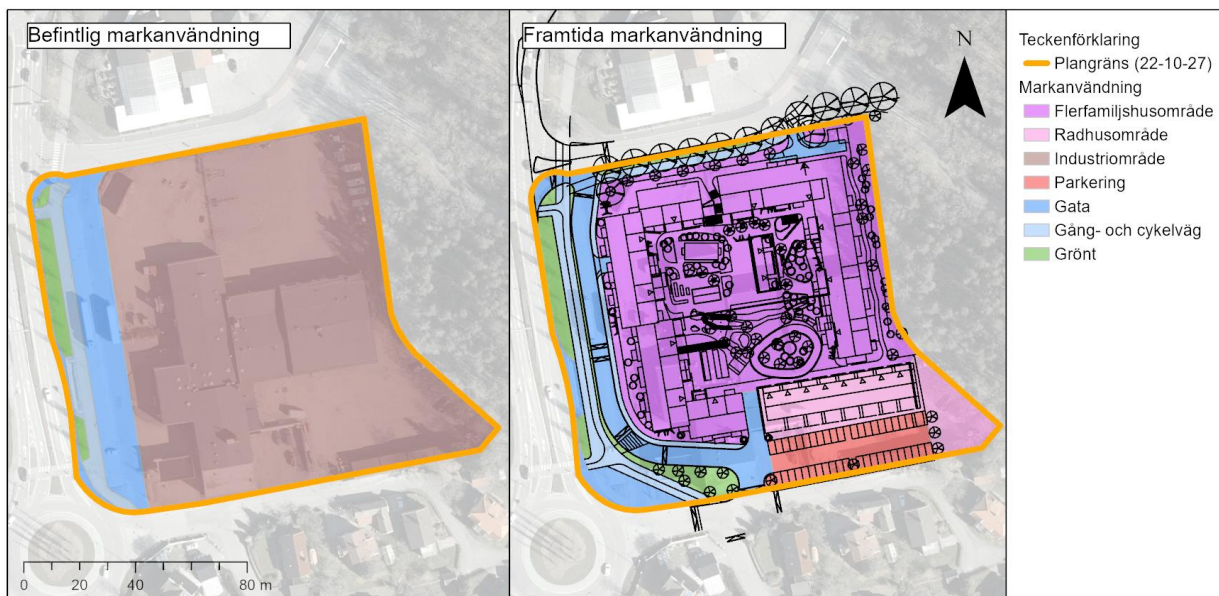 Befintlig markanvändning
Framtida markanvändning
N
Teckenförklaring
Plangräns (22-10-27)
Markanvändning
Flerfamiljshusområde
Radhusområde
Industriområde
Parkering
Gata
Gång- och cykelväg
Grönt
0 20 40 80 m